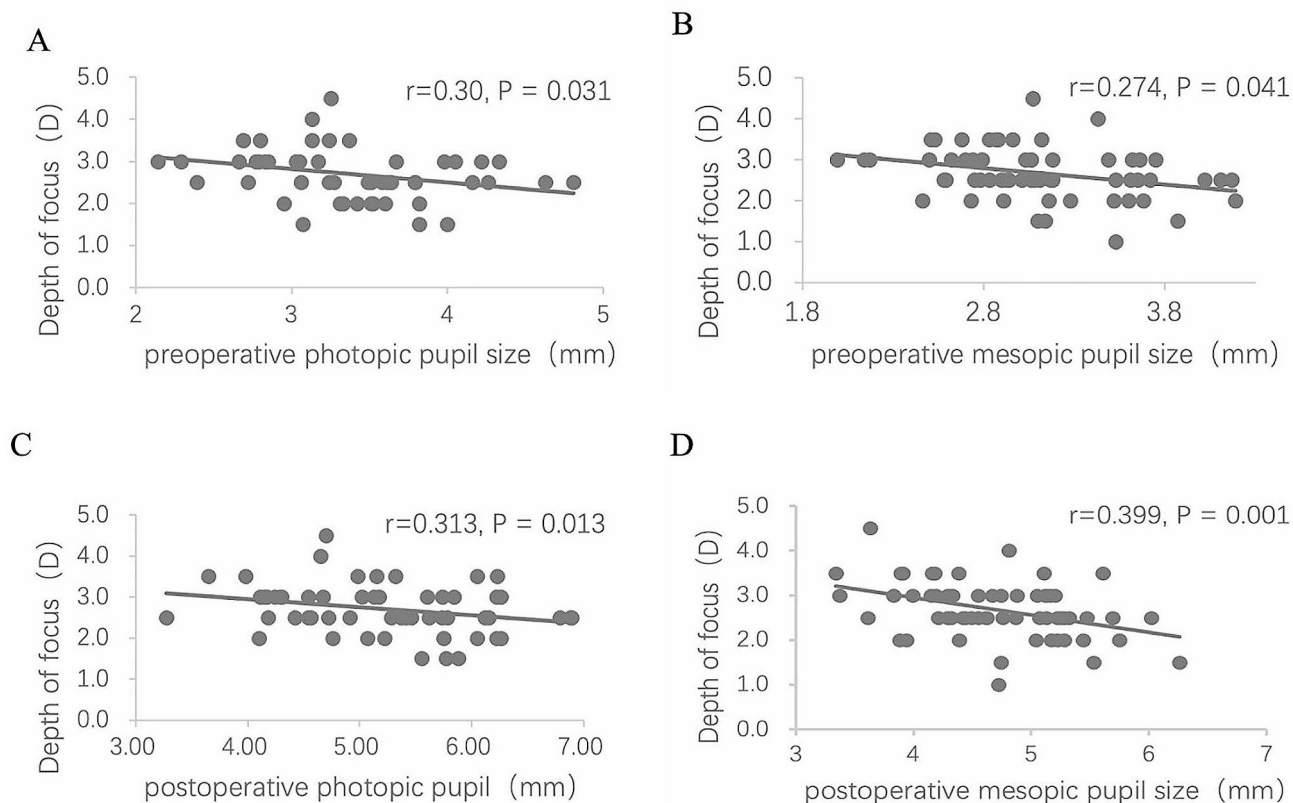 A
r=0.30, P = 0.031
Depth of focus (D)
5.0
4.0
3.0
2.0
1.0
0.0
2
3
4
5
preoperative photopic pupil size (mm)
B
r=0.274, P = 0.041
Depth of focus (D)
5.0
4.0
3.0
2.0
1.0
0.0
1.8
2.8
3.8
preoperative mesopic pupil size (mm)
C
r=0.313, P = 0.013
Depth of focus (D)
5.0
4.0
3.0
2.0
1.0
0.0
3.00
4.00
5.00
6.00
7.00
postoperative photopic pupil (mm)
D
r=0.399, P = 0.001
Depth of focus (D)
5.0
4.0
3.0
2.0
1.0
0.0
3
4
5
6
7
postoperative mesopic pupil size (mm)